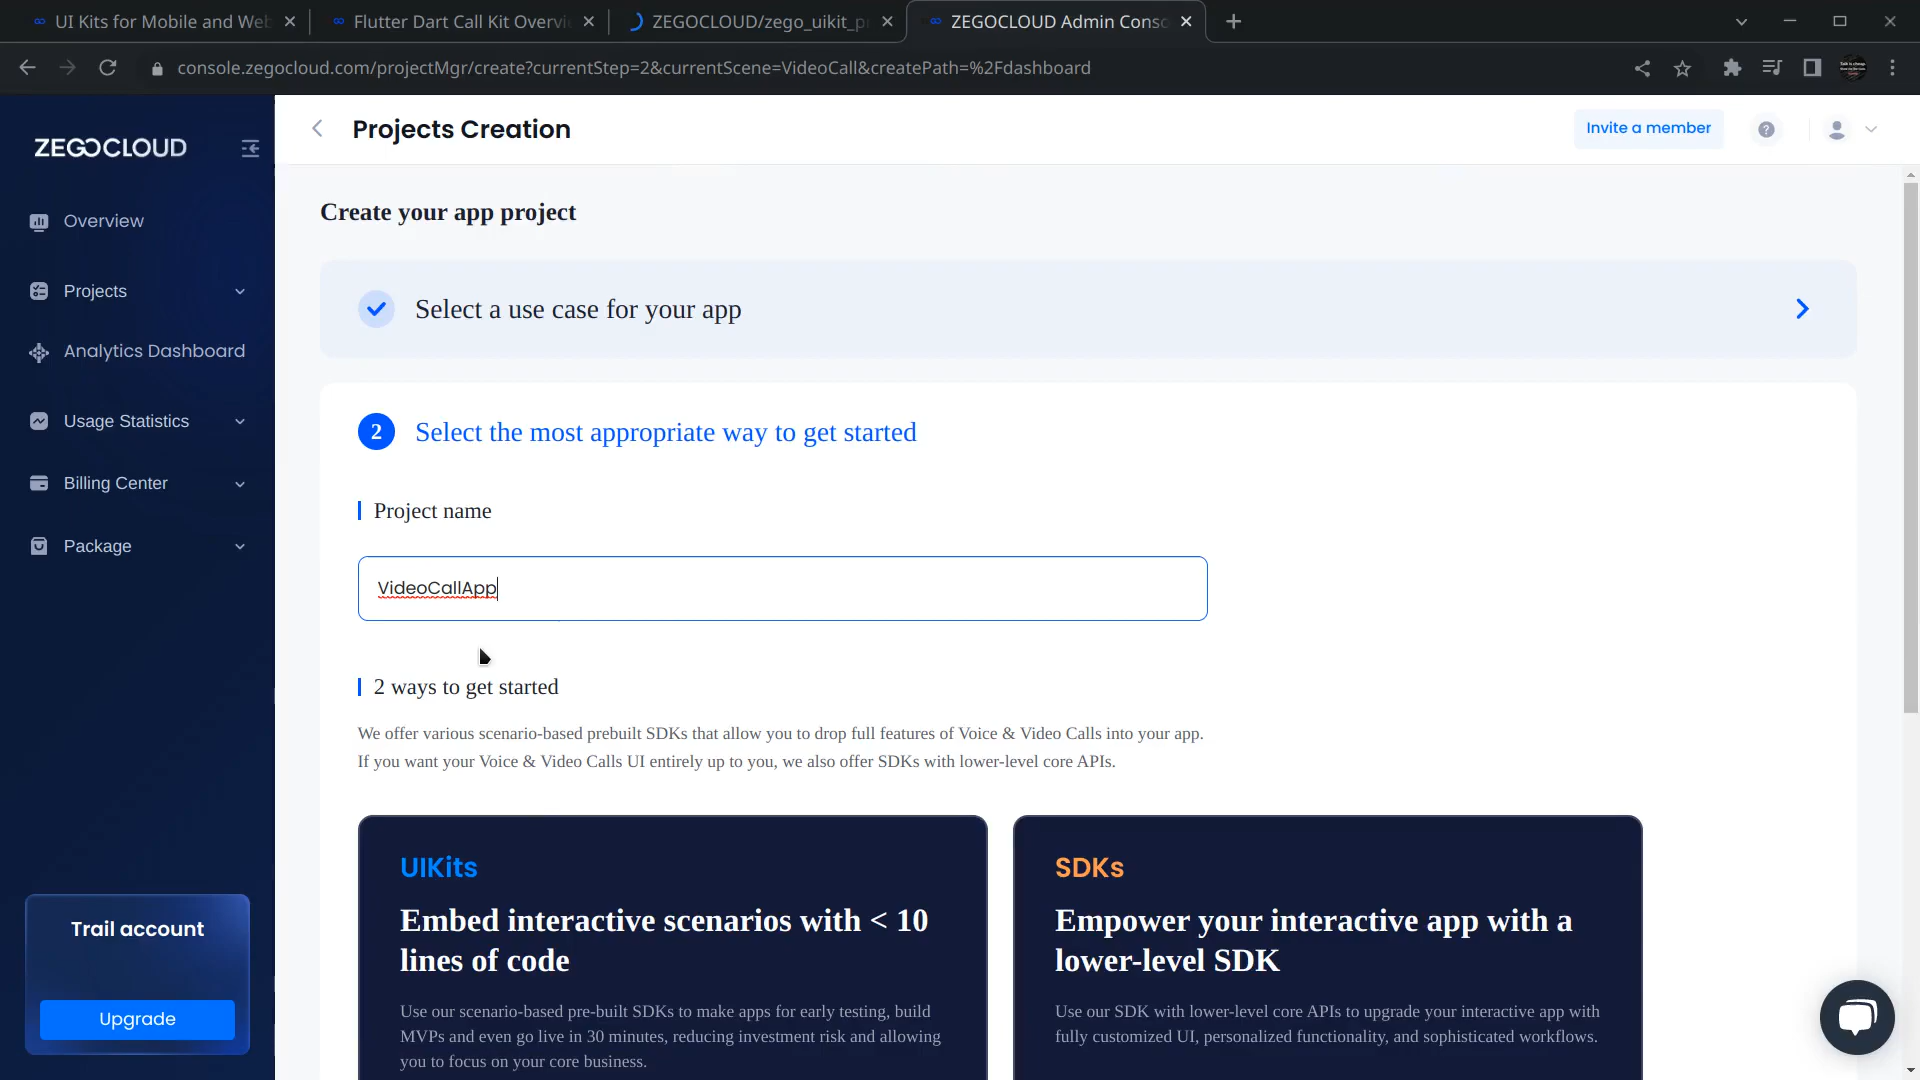 UI Kits for Mobile and Web
Flutter Dart Call Kit Overvi
ZEGOCLOUD/zego_uikit_p
ZEGOCLOUD Admin Conso
console.zegocloud.com/projectMgr/create?currentStep=2&currentScene=VideoCall&createPath=%2Fdashboard
ZEGOCLOUD
Projects Creation
Invite a member
Overview
Projects
Analytics Dashboard
Usage Statistics
Billing Center
Package
Trail account
Upgrade
Create your app project
Select a use case for your app
2 Select the most appropriate way to get started
Project name
VideoCallApp
2 ways to get started
We offer various scenario-based prebuilt SDKs that allow you to drop full features of Voice & Video Calls into your app.
If you want your Voice & Video Calls UI entirely up to you, we also offer SDKs with lower-level core APIs.
UIKits
Embed interactive scenarios with < 10
lines of code
Use our scenario-based pre-built SDKs to make apps for early testing, build
MVPs and even go live in 30 minutes, reducing investment risk and allowing
you to focus on your core business.
SDKs
Empower your interactive app with a
lower-level SDK
Use our SDK with lower-level core APIs to upgrade your interactive app with
fully customized UI, personalized functionality, and sophisticated workflows.